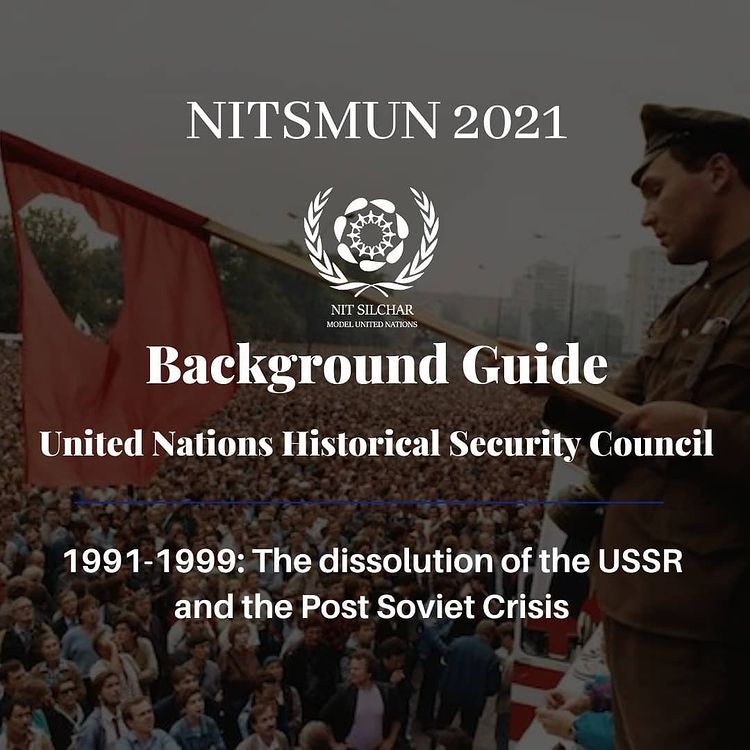 NITSMUN 2021
NIT SILCHAR
MODEL UNITED NATIONS
Background Guide
United Nations Historical Security Council
1991-1999: The dissolution of the USSR
and the Post Soviet Crisis